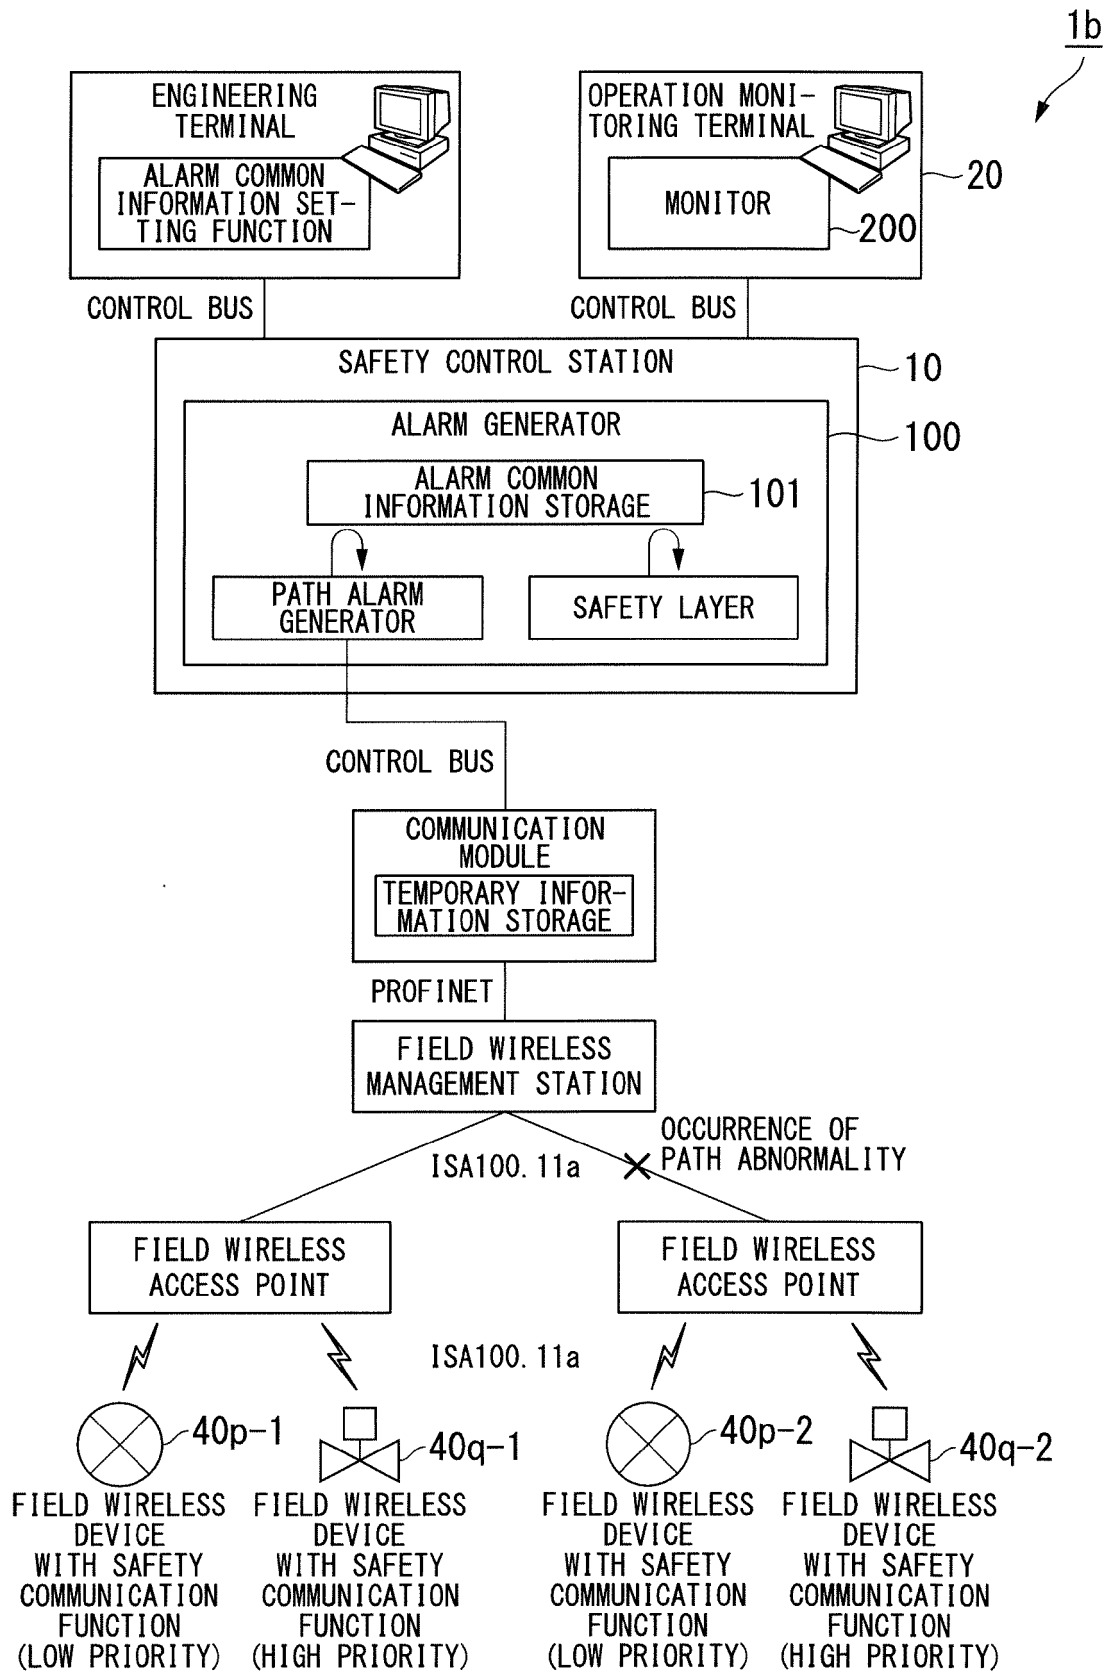 1b
ENGINEERING
TERMINAL
ALARM COMMON
INFORMATION SET-
TING FUNCTION
OPERATION MONI-
TORING TERMINAL
MONITOR
20
200
CONTROL BUS
CONTROL BUS
SAFETY CONTROL STATION
10
ALARM GENERATOR
100
ALARM COMMON
INFORMATION STORAGE
101
PATH ALARM
GENERATOR
SAFETY LAYER
CONTROL BUS
COMMUNICATION
MODULE
TEMPORARY INFOR-
MATION STORAGE
PROFINET
FIELD WIRELESS
MANAGEMENT STATION
OCCURRENCE OF
PATH ABNORMALITY
ISA100.11a
FIELD WIRELESS
ACCESS POINT
FIELD WIRELESS
ACCESS POINT
ISA100.11a
40p-1
40q-1
40p-2
40q-2
FIELD WIRELESS
DEVICE
WITH SAFETY
COMMUNICATION
FUNCTION
(LOW PRIORITY)
FIELD WIRELESS
DEVICE
WITH SAFETY
COMMUNICATION
FUNCTION
(HIGH PRIORITY)
FIELD WIRELESS
DEVICE
WITH SAFETY
COMMUNICATION
FUNCTION
(LOW PRIORITY)
FIELD WIRELESS
DEVICE
WITH SAFETY
COMMUNICATION
FUNCTION
(HIGH PRIORITY)